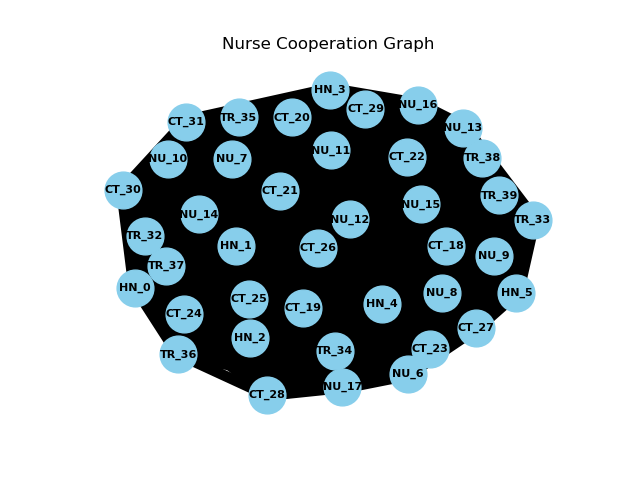 Nurse Cooperation Graph
HN_3
NU_16
CT_29
CT_31
TR_35
CT_20
NU_13
NU_11
NU_10
NU_7
CT_22
TR_38
CT_30
CT_21
TR_39
NU_14
NU_15
NU_12
TR_33
TR_32
HN_1
CT_26
CT_18
NU_9
TR_37
HN_0
CT_25
CT_19
HN_4
NU_8
HN_5
CT_24
CT_27
HN_2
TR_36
TR_34
CT_23
NU_6
NU_17
CT_28